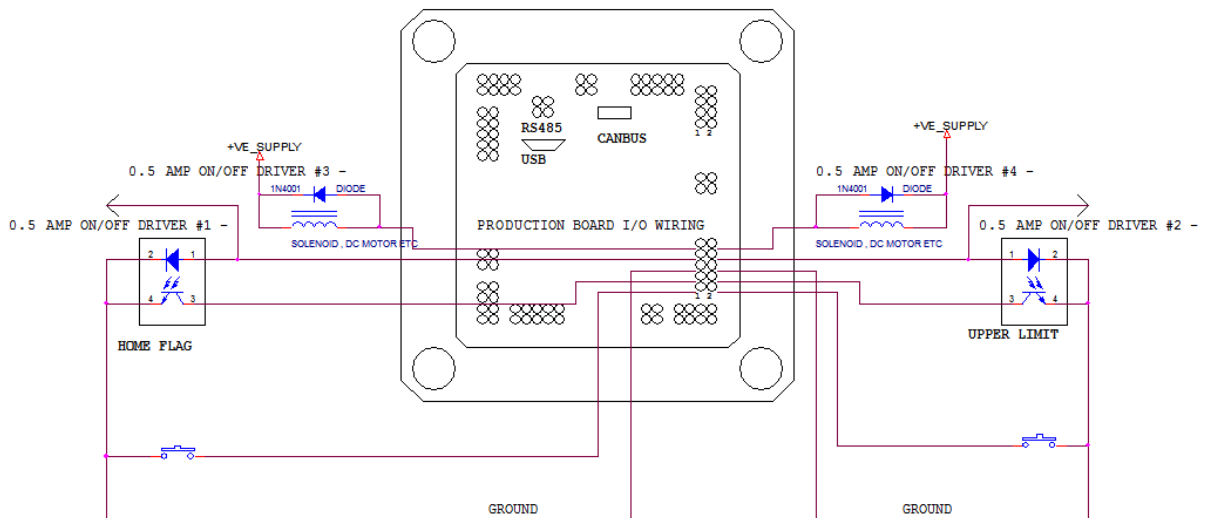 RS485
CANBUS
USB
1 2
+VE_SUPPLY
+VE_SUPPLY
0.5 AMP ON/OFF DRIVER #3 -
0.5 AMP ON/OFF DRIVER #4 -
1N4001
DIODE
1N4001
DIODE
0.5 AMP ON/OFF DRIVER #1 -
PRODUCTION BOARD I/O WIRING
0.5 AMP ON/OFF DRIVER #2 -
SOLENOID , DC MOTOR ETC
SOLENOID , DC MOTOR ETC
2 1
1 2
4 3
1 2
3 4
HOME FLAG
UPPER LIMIT
GROUND
GROUND